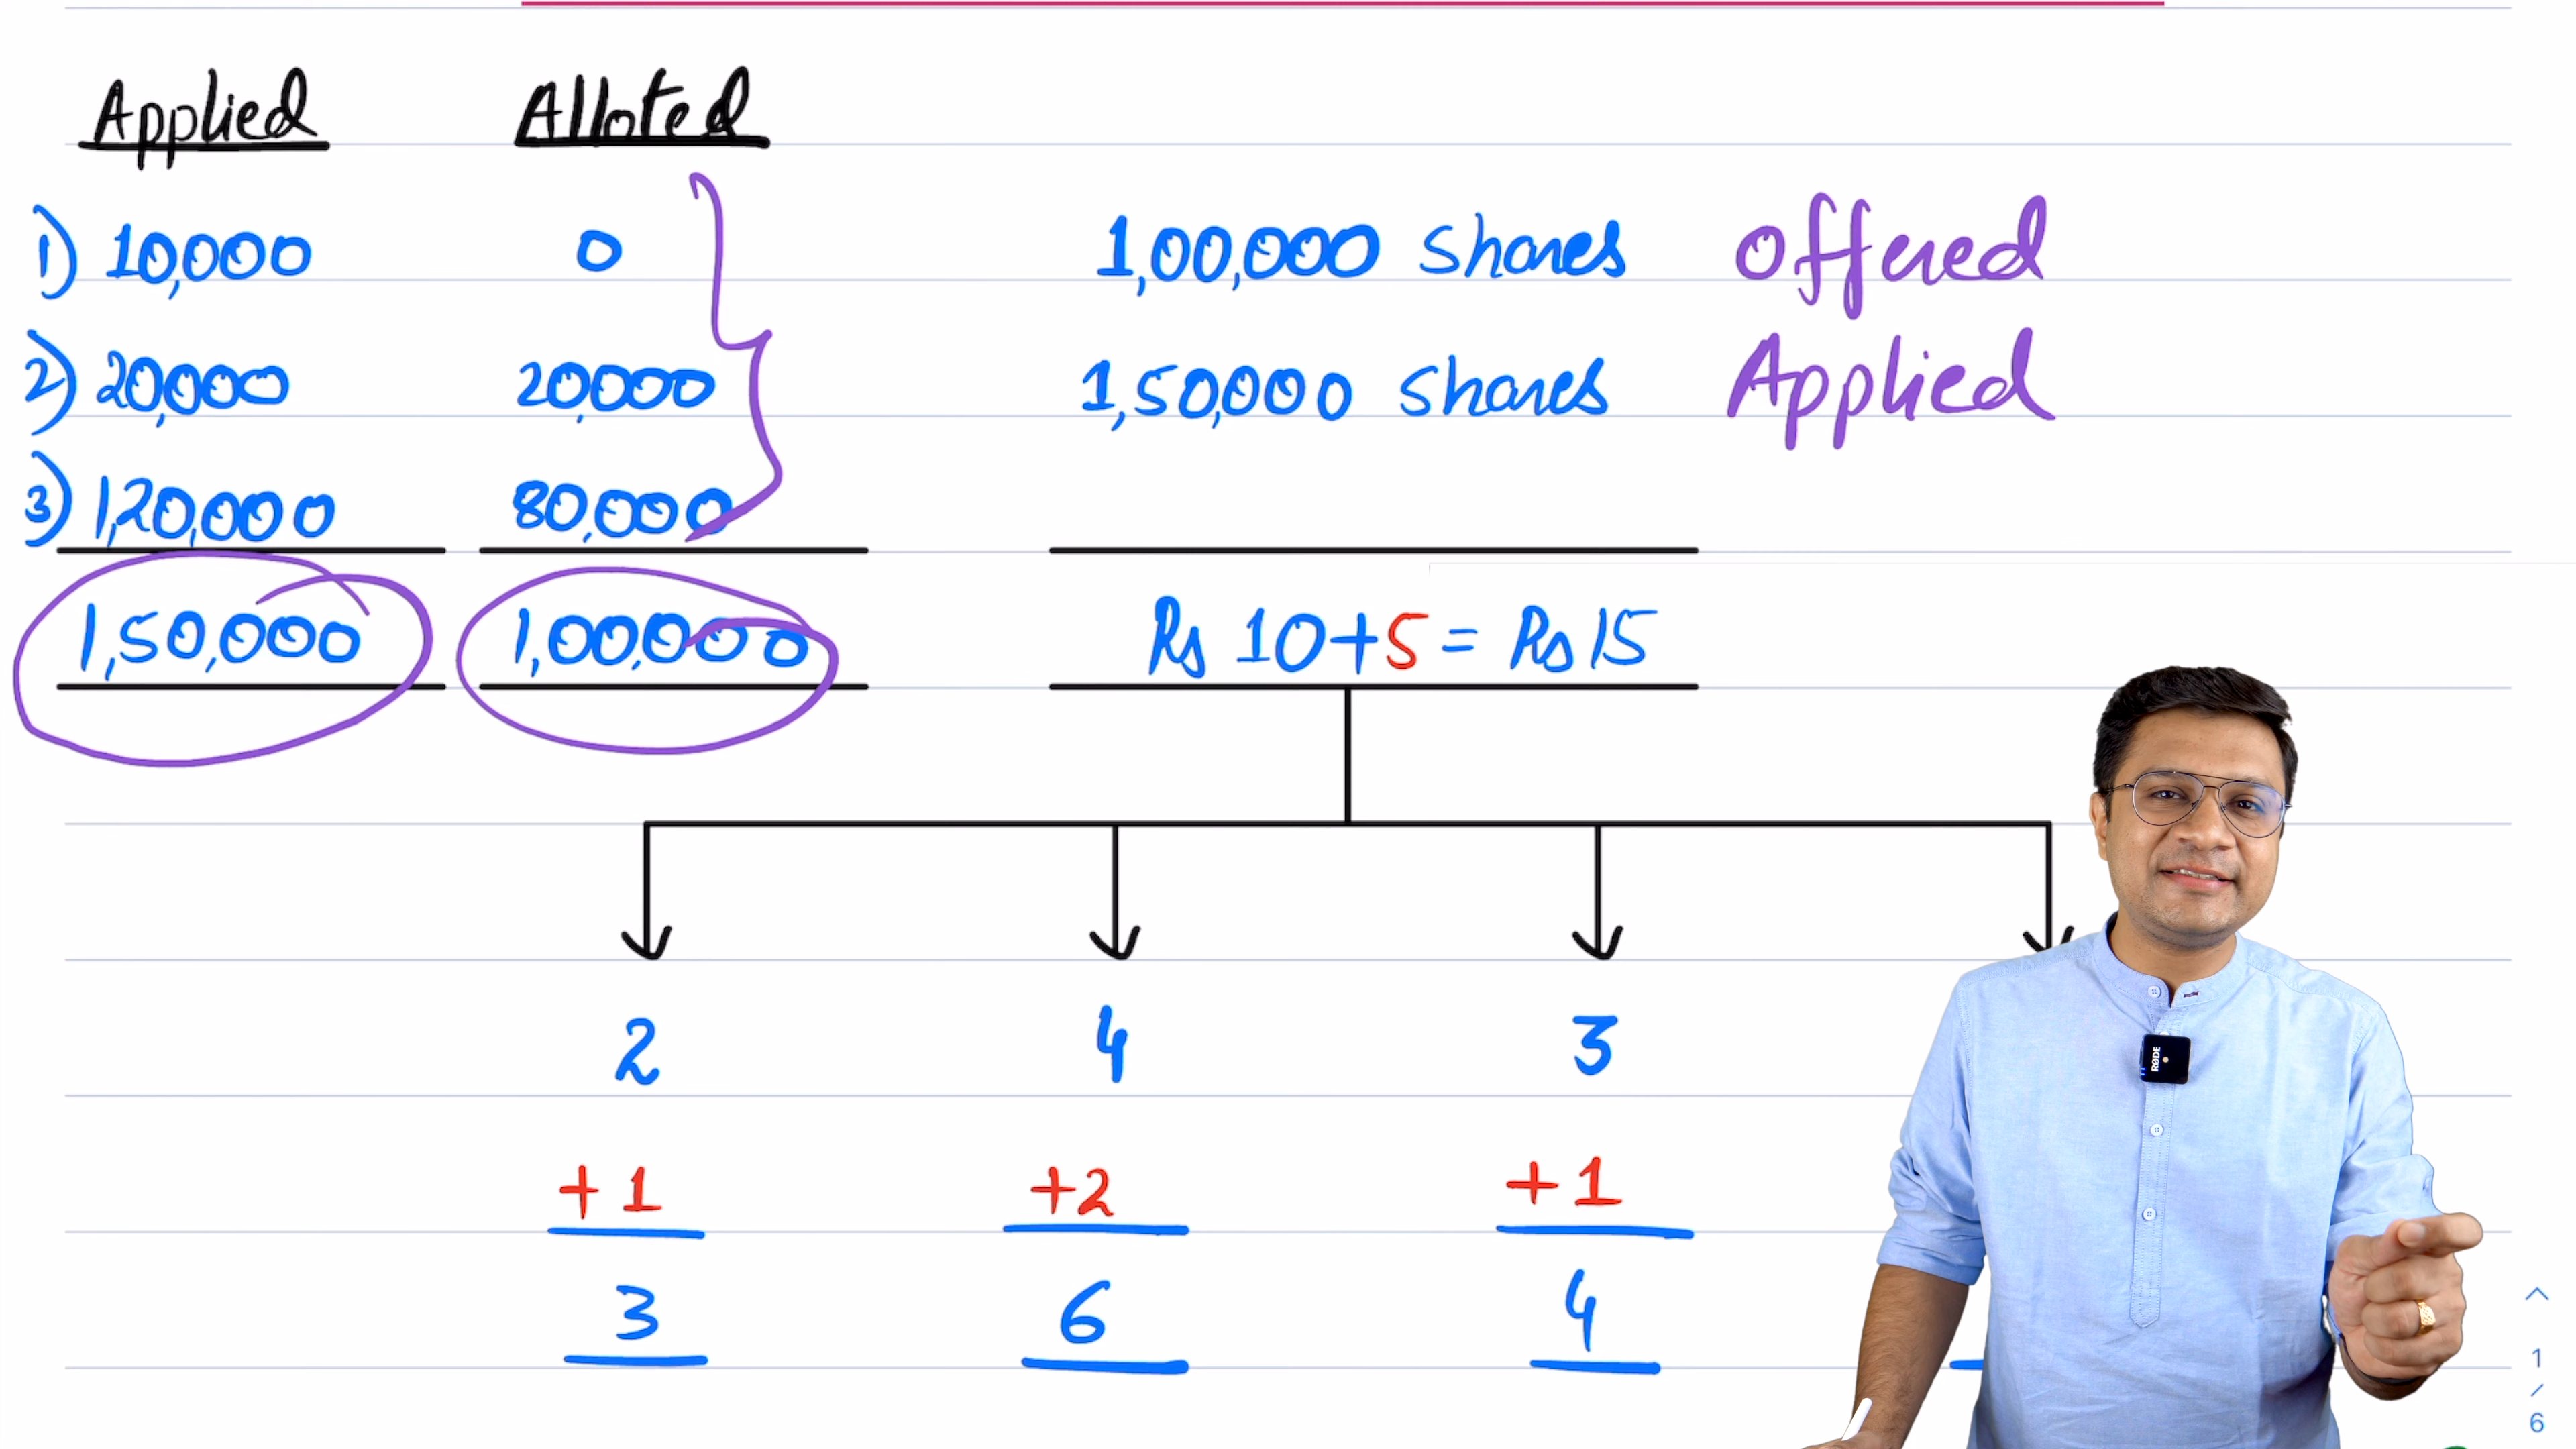 Applied Alloted
1) 10,000 0
2) 20,000 20,000
3) 1,20,000 80,000
1,50,000 1,00,000
1,00,000 shares Offered
1,50,000 shares Applied
Rs 10+5 = Rs 15
2 4 3
+1 +2 +1
3 6 4
RØDE
1
/
6